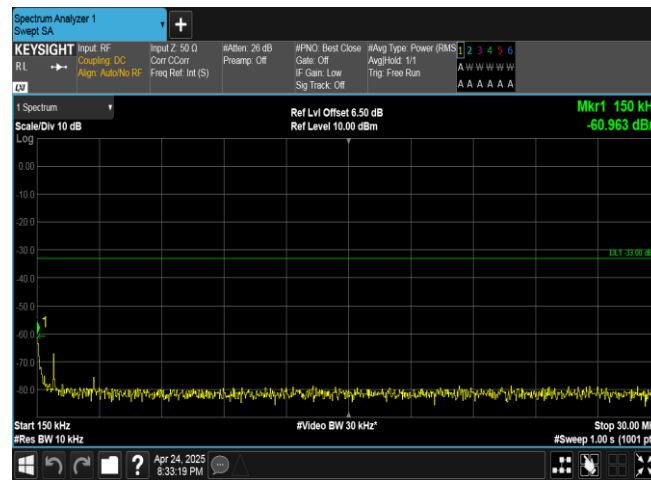 Spectrum Analyzer 1
Swept SA
+
KEYSIGHT
RL
LXI
Input: RF
Coupling: DC
Align: Auto/No RF
Input Z: 50 Ω
Corr CCorr
Freq Ref: Int (S)
#Atten: 26 dB
Preamp: Off
#PNO: Best Close
Gate: Off
IF Gain: Low
Sig Track: Off
#Avg Type: Power (RMS
Avg|Hold: 1/1
Trig: Free Run
1 2 3 4 5 6
A W W W W W
A A A A A A
1 Spectrum
Scale/Div 10 dB
Log
Ref Lvl Offset 6.50 dB
Ref Level 10.00 dBm
Mkr1 150 kH
-60.963 dB
0.00
-10.0
-20.0
-30.0
DL1 -33.00 dB
-40.0
-50.0
1
-60.0
-70.0
-80.0
Start 150 kHz
#Video BW 30 kHz*
Stop 30.00 M
#Res BW 10 kHz
#Sweep 1.00 s (1001 pt
?
Apr 24, 2025
8:33:19 PM